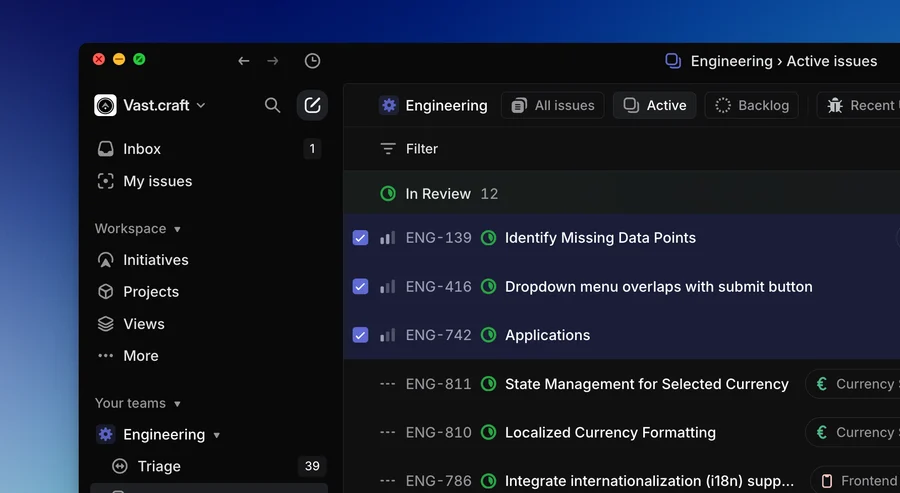 Engineering › Active issues
Vast.craft
Inbox 1
My issues
Workspace
Initiatives
Projects
Views
More
Your teams
Engineering
Triage 39
Engineering All issues Active Backlog Recent
Filter
In Review 12
ENG-139 Identify Missing Data Points
ENG-416 Dropdown menu overlaps with submit button
ENG-742 Applications
ENG-811 State Management for Selected Currency € Currency
ENG-810 Localized Currency Formatting € Currency
ENG-786 Integrate internationalization (i18n) supp... Frontend